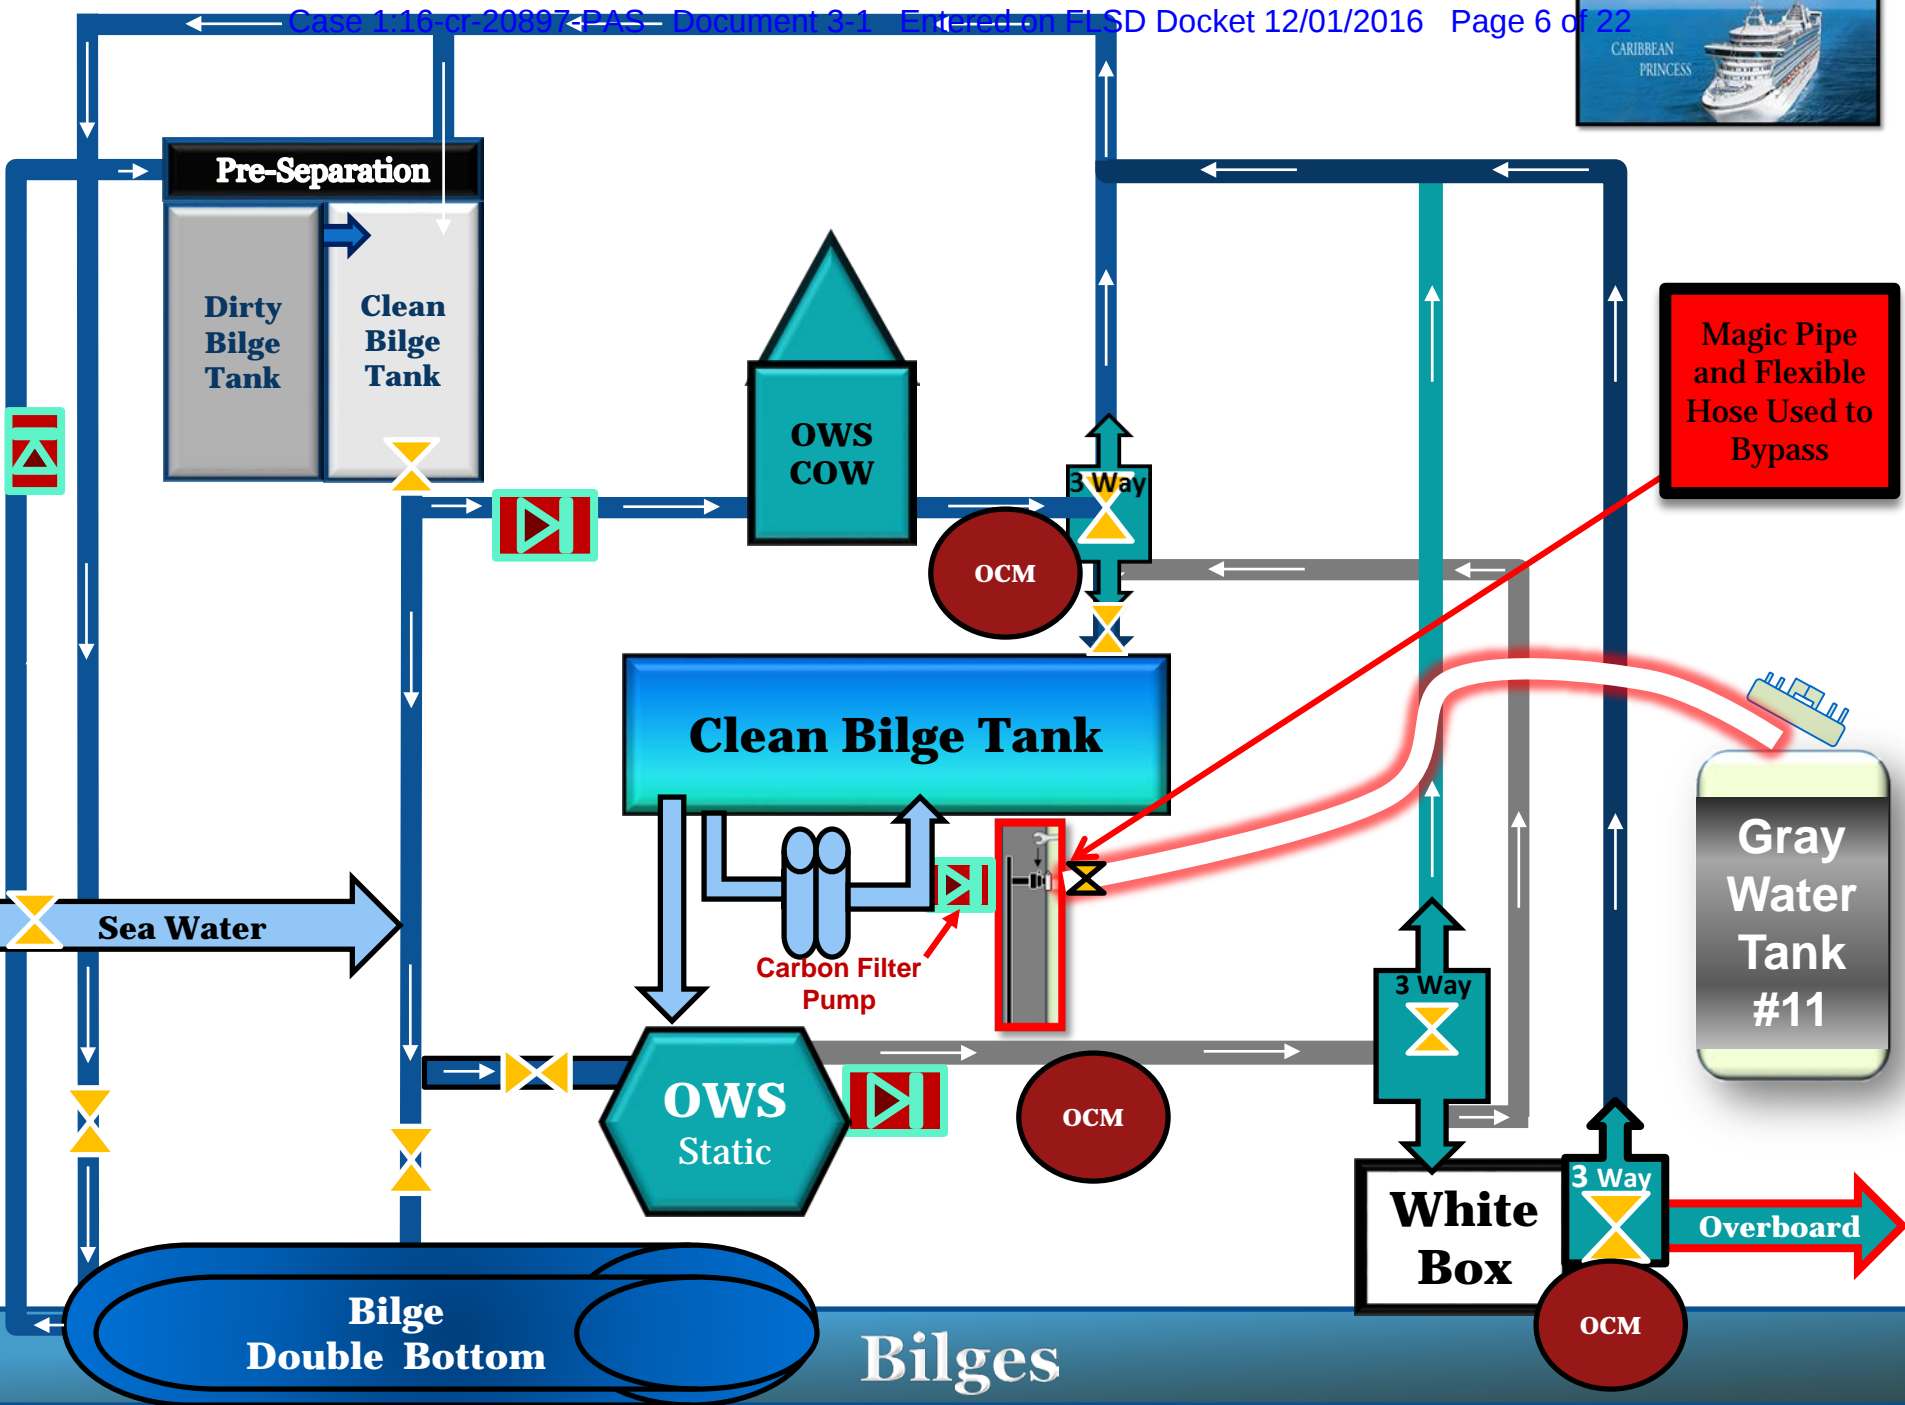 Case 1:16-cr-20897-PAS Document 3-1 Entered on FLSD Docket 12/01/2016 Page 6 of 22
CARIBBEAN
PRINCESS
Pre-Separation
Dirty
Bilge
Tank
Clean
Bilge
Tank
OWS
COW
3 Way
OCM
Magic Pipe
and Flexible
Hose Used to
Bypass
Clean Bilge Tank
Sea Water
Carbon Filter
Pump
Gray
Water
Tank
#11
3 Way
OWS
Static
OCM
White
Box
3 Way
Overboard
OCM
Bilge
Double Bottom
Bilges